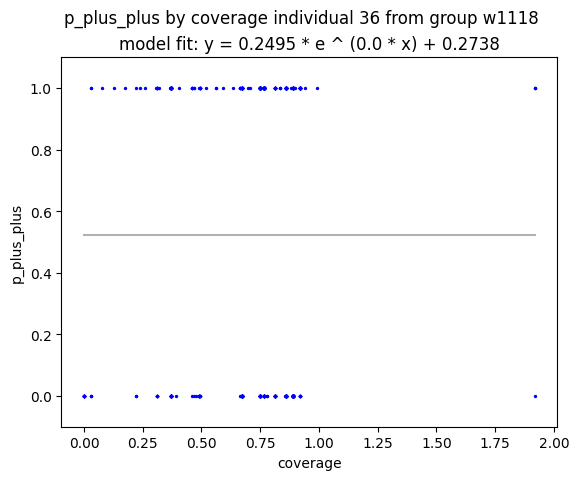 p_plus_plus by coverage individual 36 from group w1118
model fit: y = 0.2495 * e ^ (0.0 * x) + 0.2738
1.0
0.8
0.6
0.4
0.2
0.0
p_plus_plus
0.00 0.25 0.50 0.75 1.00 1.25 1.50 1.75 2.00
coverage